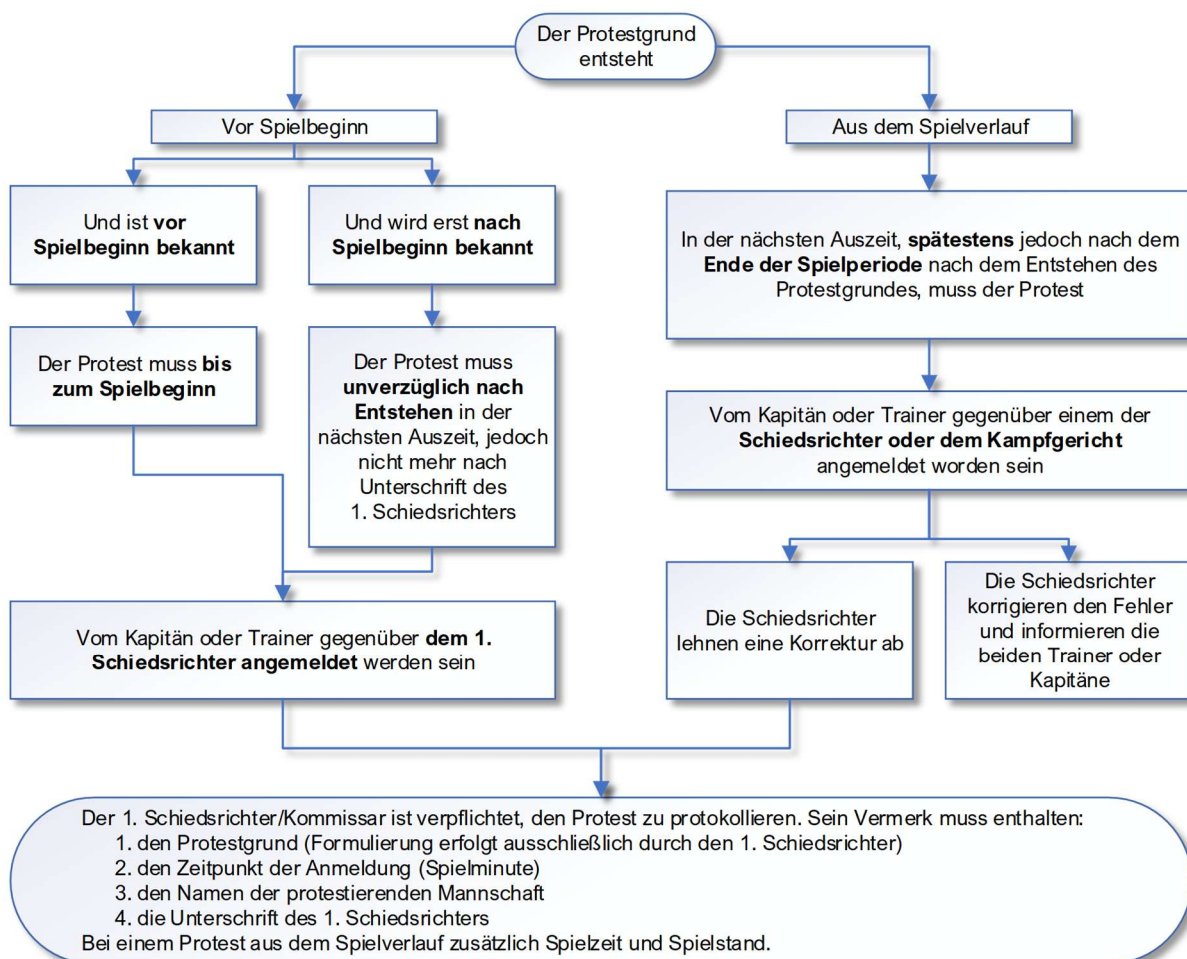 Der Protestgrund
entsteht
Vor Spielbeginn
Aus dem Spielverlauf
Und ist vor
Spielbeginn bekannt
Und wird erst nach
Spielbeginn bekannt
In der nächsten Auszeit, spätestens jedoch nach dem
Ende der Spielperiode nach dem Entstehen des
Protestgrundes, muss der Protest
Der Protest muss bis
zum Spielbeginn
Der Protest muss
unverzüglich nach
Entstehen in der
nächsten Auszeit, jedoch
nicht mehr nach
Unterschrift des
1. Schiedsrichters
Vom Kapitän oder Trainer gegenüber einem der
Schiedsrichter oder dem Kampfgericht
angemeldet worden sein
Vom Kapitän oder Trainer gegenüber dem 1.
Schiedsrichter angemeldet werden sein
Die Schiedsrichter
lehnen eine Korrektur ab
Die Schiedsrichter
korrigieren den Fehler
und informieren die
beiden Trainer oder
Kapitäne
Der 1. Schiedsrichter/Kommissar ist verpflichtet, den Protest zu protokollieren. Sein Vermerk muss enthalten:
1. den Protestgrund (Formulierung erfolgt ausschließlich durch den 1. Schiedsrichter)
2. den Zeitpunkt der Anmeldung (Spielminute)
3. den Namen der protestierenden Mannschaft
4. die Unterschrift des 1. Schiedsrichters
Bei einem Protest aus dem Spielverlauf zusätzlich Spielzeit und Spielstand.